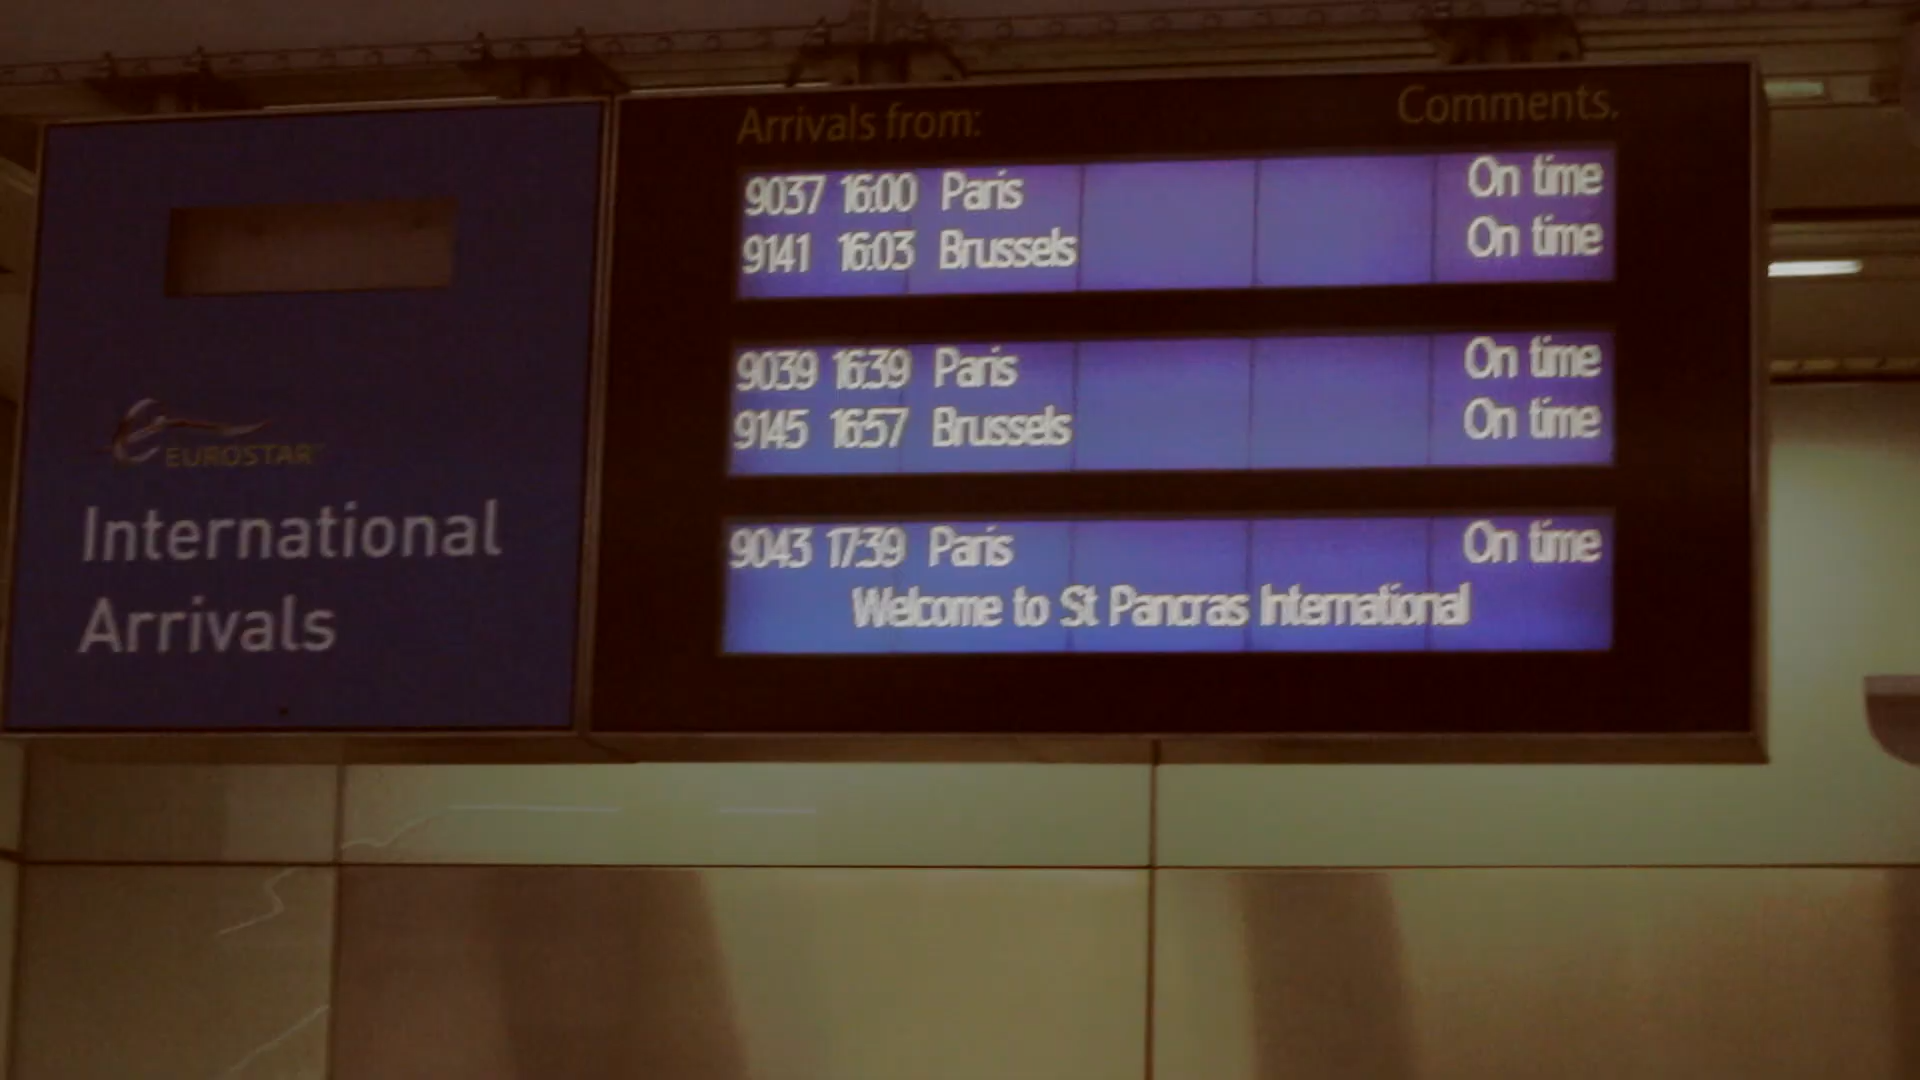 Arrivals from: Comments.
9037 16:00 Paris On time
9141 16:03 Brussels On time
9039 16:39 Paris On time
9145 16:57 Brussels On time
9043 17:39 Paris On time
Welcome to St Pancras International
EUROSTAR
International
Arrivals